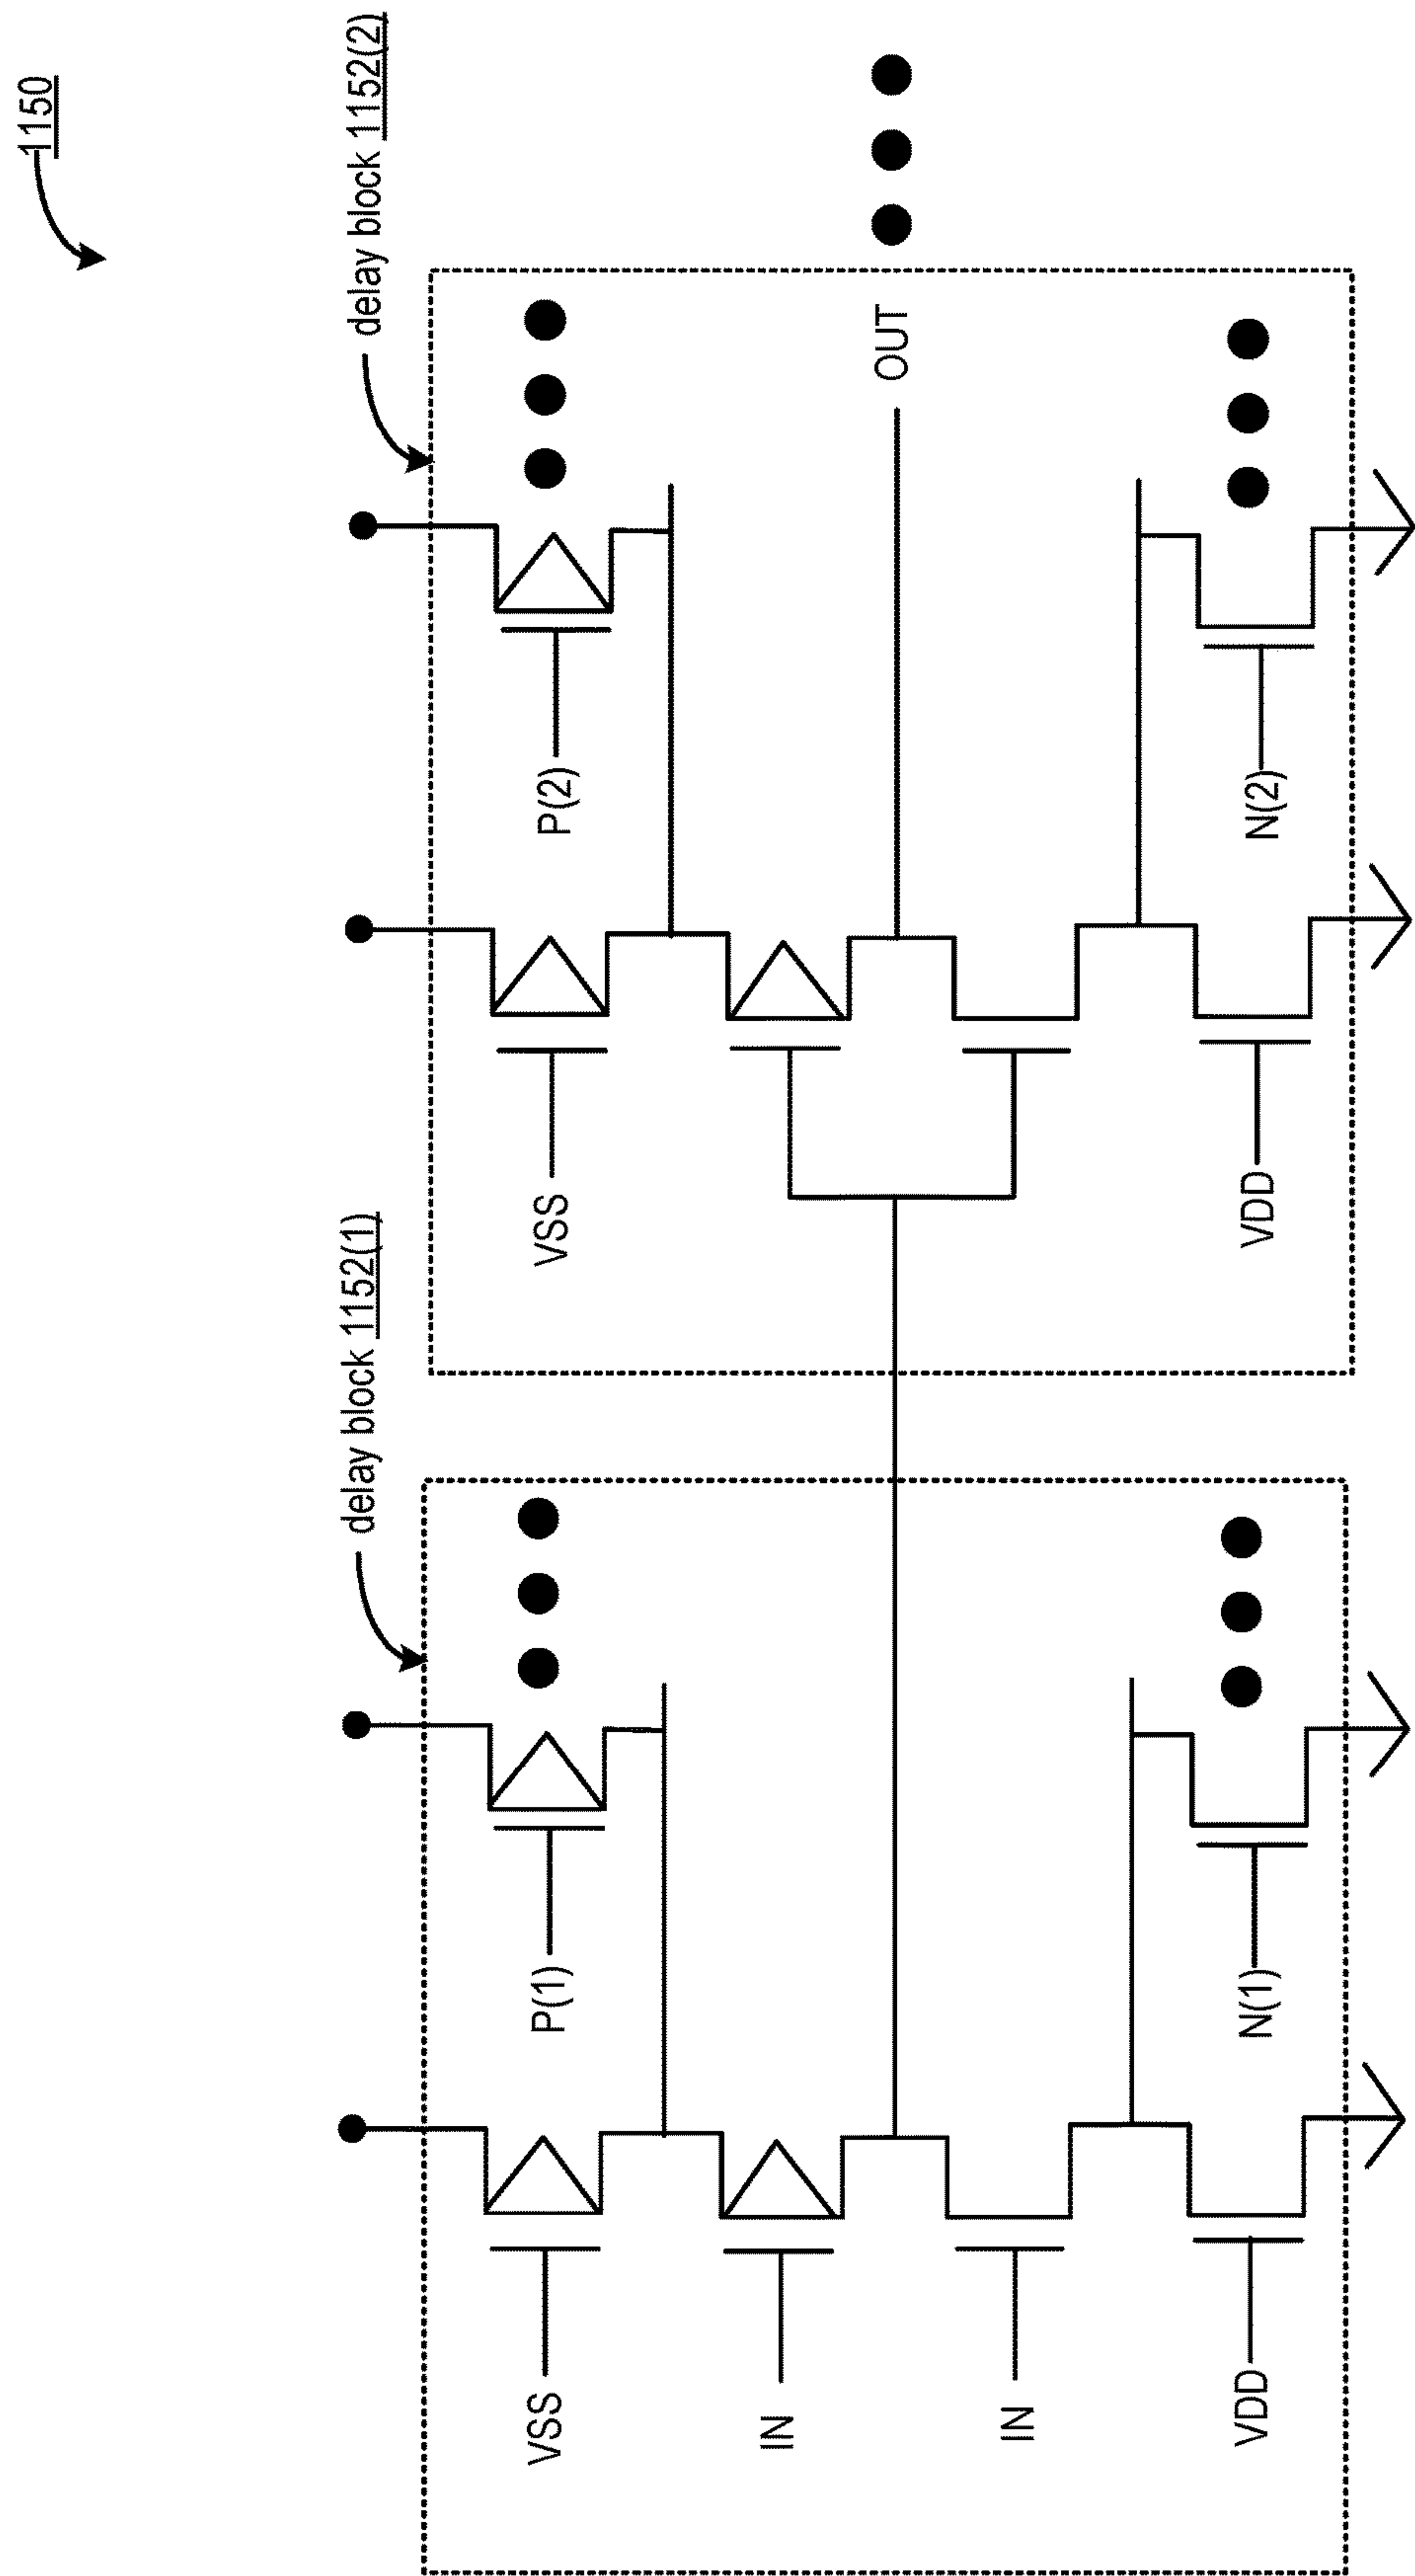 1150
delay block 1152(1)
delay block 1152(2)
VSS
P(1)
VSS
P(2)
IN
OUT
IN
VDD
N(1)
VDD
N(2)